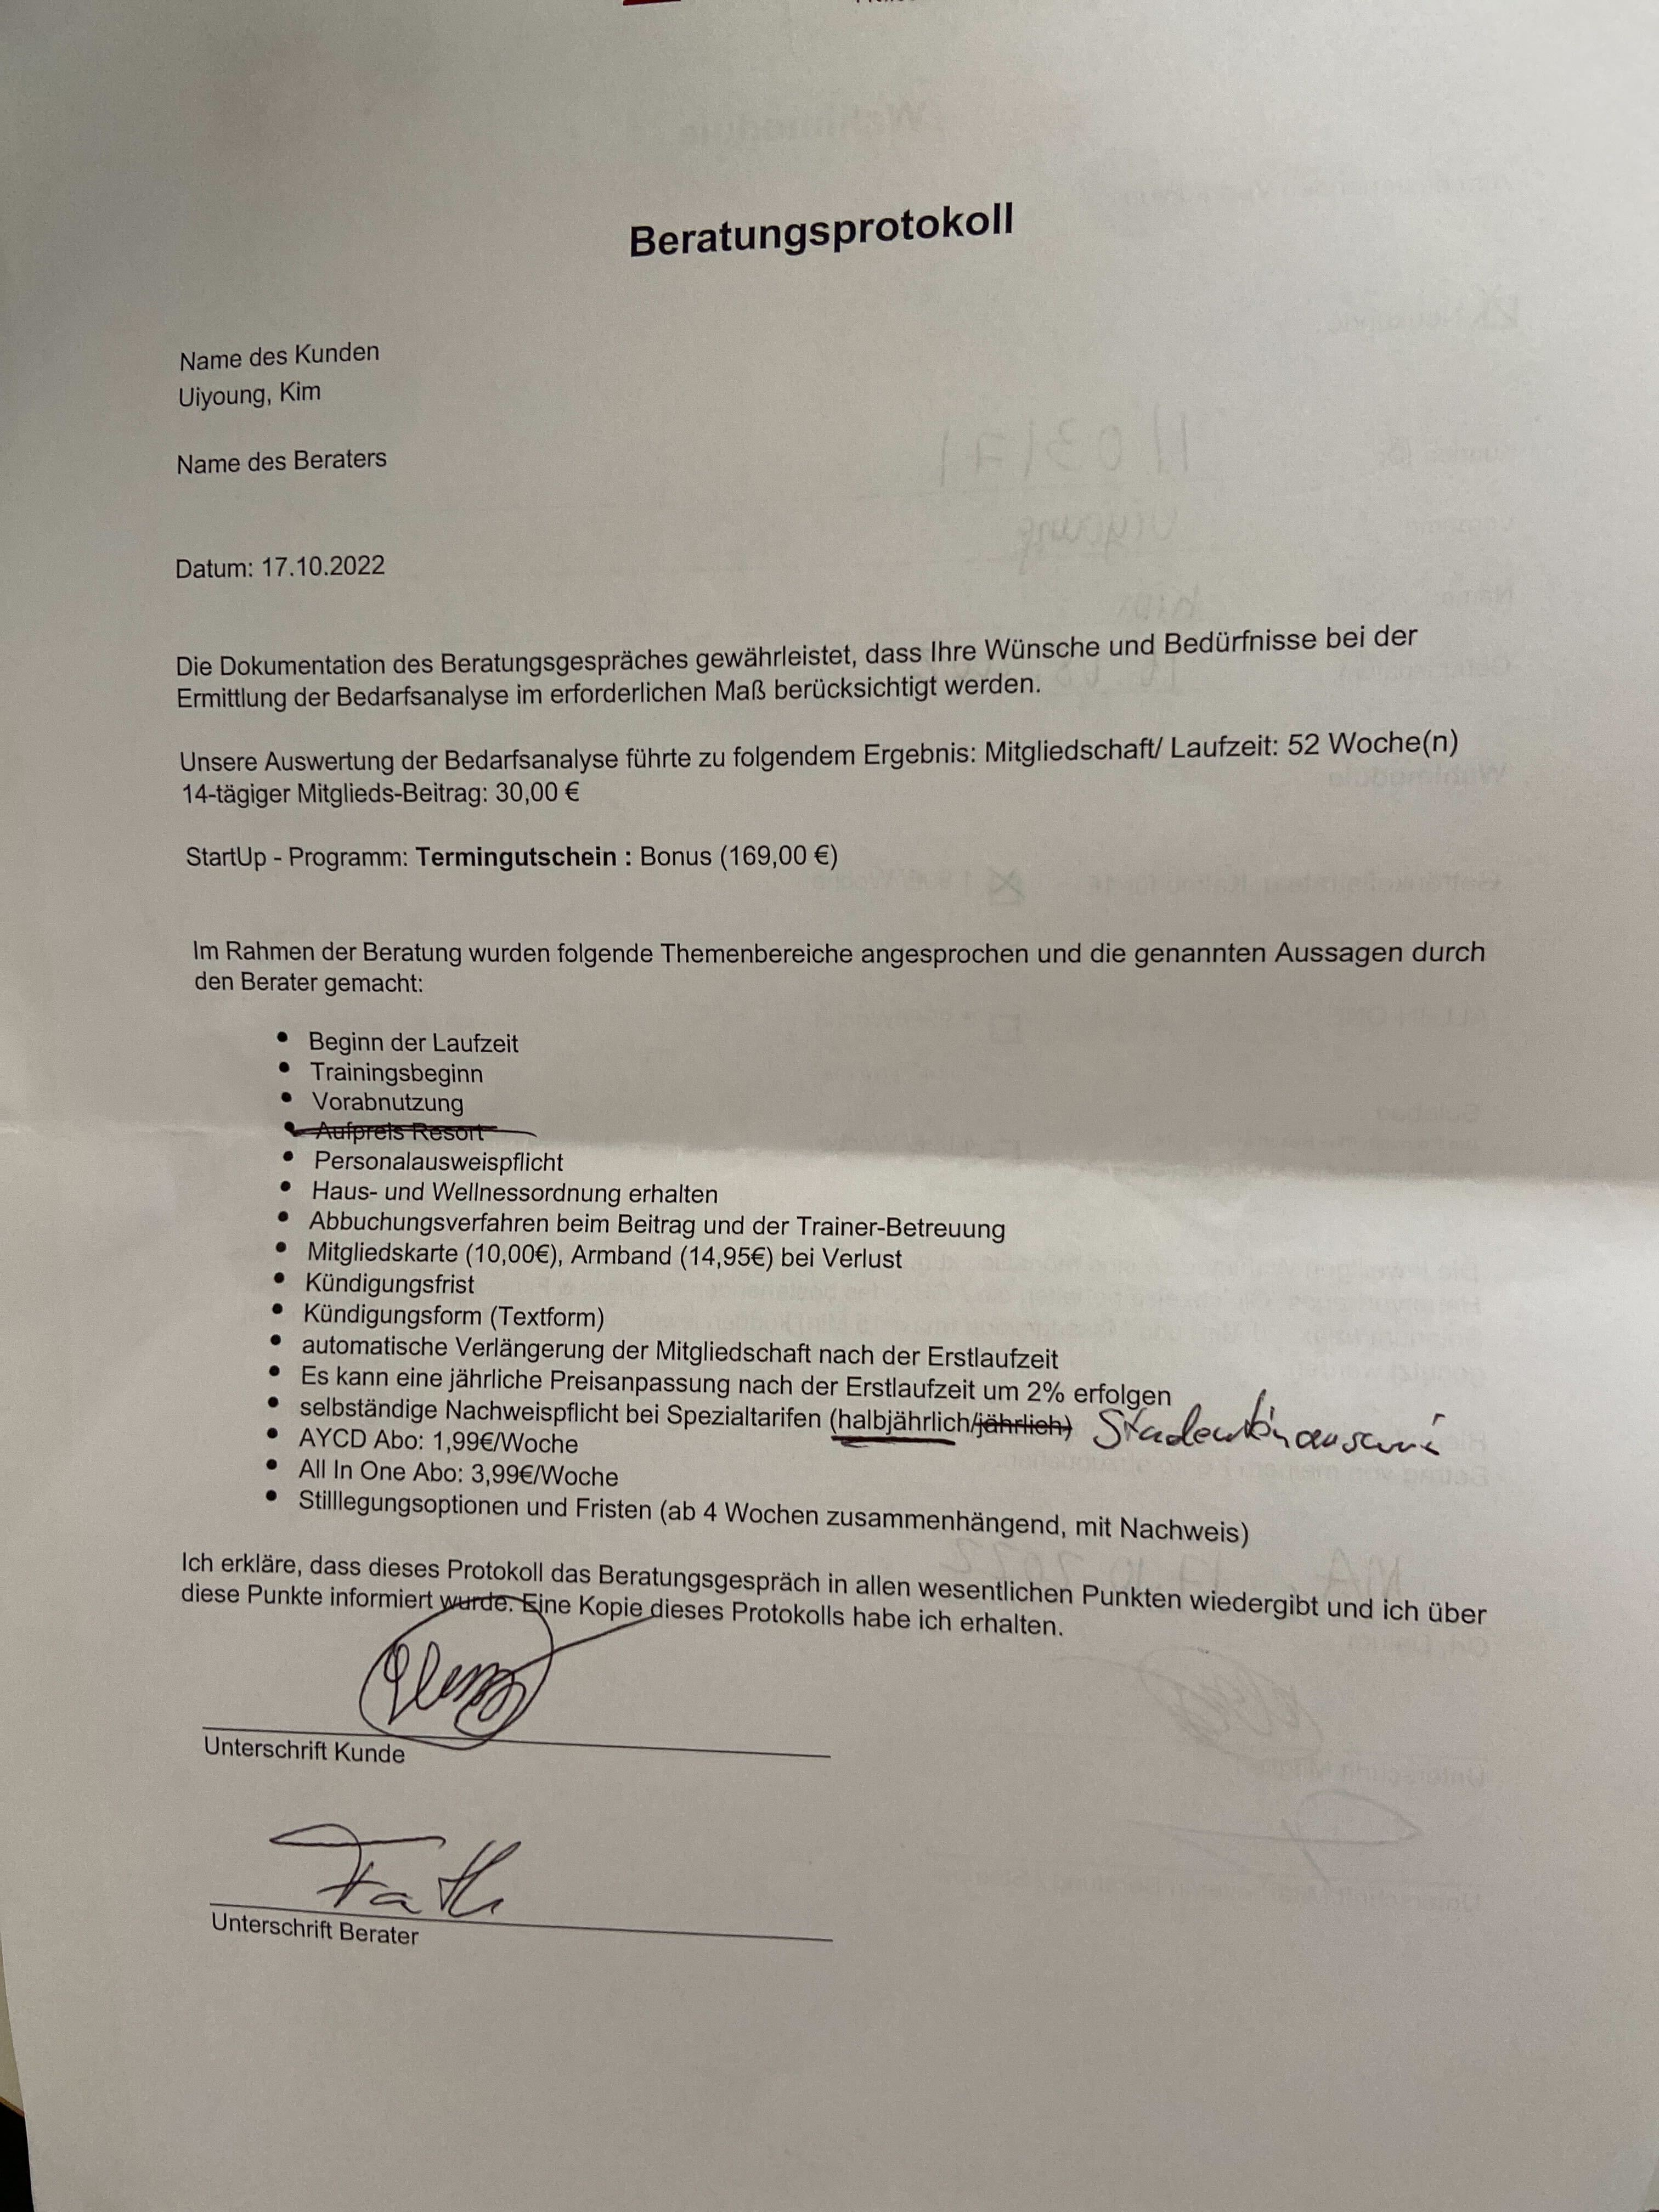 Beratungsprotokoll
Name des Kunden
Uiyoung, Kim
Name des Beraters
Datum: 17.10.2022
Die Dokumentation des Beratungsgespräches gewährleistet, dass Ihre Wünsche und Bedürfnisse bei der
Ermittlung der Bedarfsanalyse im erforderlichen Maß berücksichtigt werden.
Unsere Auswertung der Bedarfsanalyse führte zu folgendem Ergebnis: Mitgliedschaft/ Laufzeit: 52 Woche(n)
14-tägiger Mitglieds-Beitrag: 30,00 €
StartUp - Programm: Termingutschein : Bonus (169,00 €)
Im Rahmen der Beratung wurden folgende Themenbereiche angesprochen und die genannten Aussagen durch
den Berater gemacht:
• Beginn der Laufzeit
• Trainingsbeginn
• Vorabnutzung
• Aufpreis Resort
• Personalausweispflicht
• Haus- und Wellnessordnung erhalten
• Abbuchungsverfahren beim Beitrag und der Trainer-Betreuung
• Mitgliedskarte (10,00€), Armband (14,95€) bei Verlust
• Kündigungsfrist
• Kündigungsform (Textform)
• automatische Verlängerung der Mitgliedschaft nach der Erstlaufzeit
• Es kann eine jährliche Preisanpassung nach der Erstlaufzeit um 2% erfolgen
• selbständige Nachweispflicht bei Spezialtarifen (halbjährlich/jährlich)
• AYCD Abo: 1,99€/Woche
• All In One Abo: 3,99€/Woche
• Stilllegungsoptionen und Fristen (ab 4 Wochen zusammenhängend, mit Nachweis)
Ich erkläre, dass dieses Protokoll das Beratungsgespräch in allen wesentlichen Punkten wiedergibt und ich über
diese Punkte informiert wurde. Eine Kopie dieses Protokolls habe ich erhalten.
Unterschrift Kunde
Unterschrift Berater